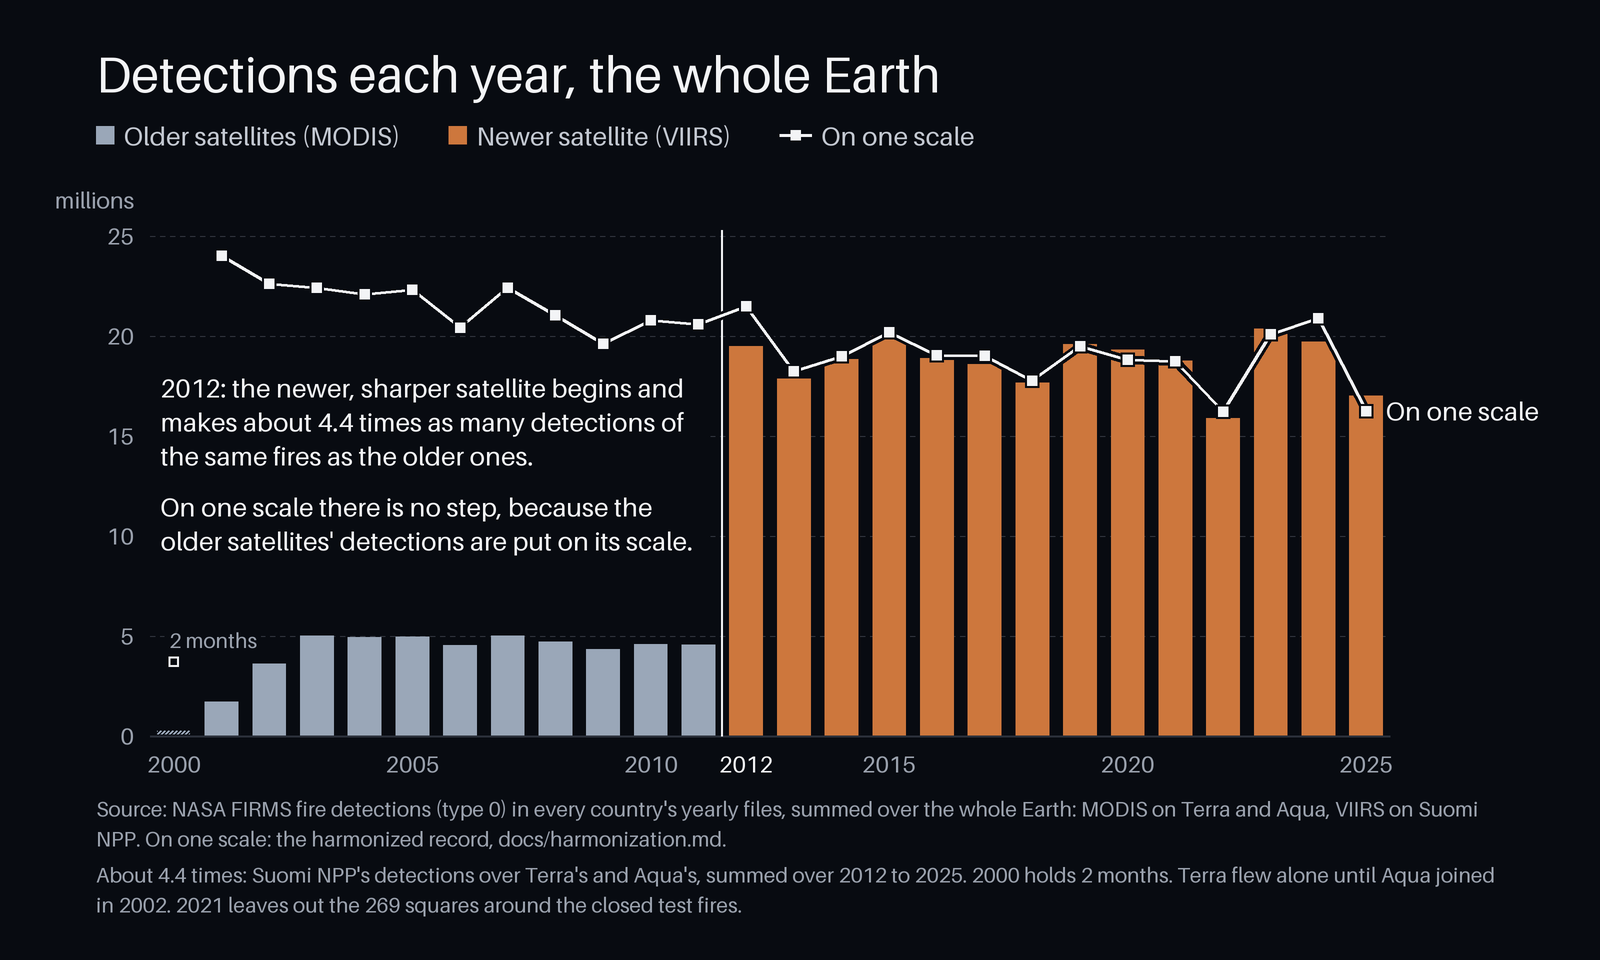 Detections each year, the whole Earth
Older satellites (MODIS)
Newer satellite (VIIRS)
On one scale
millions
25
20
15
10
5
0
2012: the newer, sharper satellite begins and
makes about 4.4 times as many detections of
the same fires as the older ones.
On one scale there is no step, because the
older satellites' detections are put on its scale.
2 months
On one scale
2000
2005
2010
2012
2015
2020
2025
Source: NASA FIRMS fire detections (type 0) in every country's yearly files, summed over the whole Earth: MODIS on Terra and Aqua, VIIRS on Suomi
NPP. On one scale: the harmonized record, docs/harmonization.md.
About 4.4 times: Suomi NPP's detections over Terra's and Aqua's, summed over 2012 to 2025. 2000 holds 2 months. Terra flew alone until Aqua joined
in 2002. 2021 leaves out the 269 squares around the closed test fires.